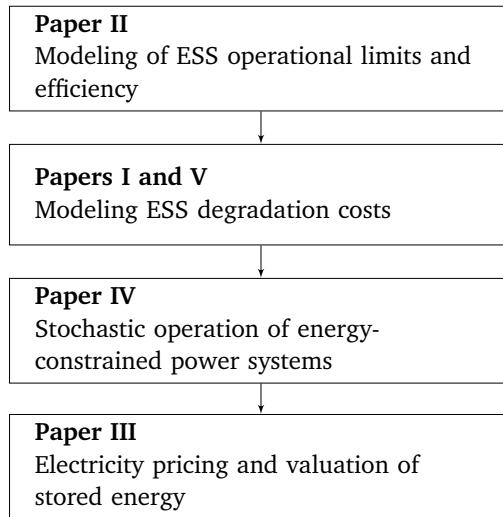 Paper II
Modeling of ESS operational limits and
efficiency
Papers I and V
Modeling ESS degradation costs
Paper IV
Stochastic operation of energy-
constrained power systems
Paper III
Electricity pricing and valuation of
stored energy